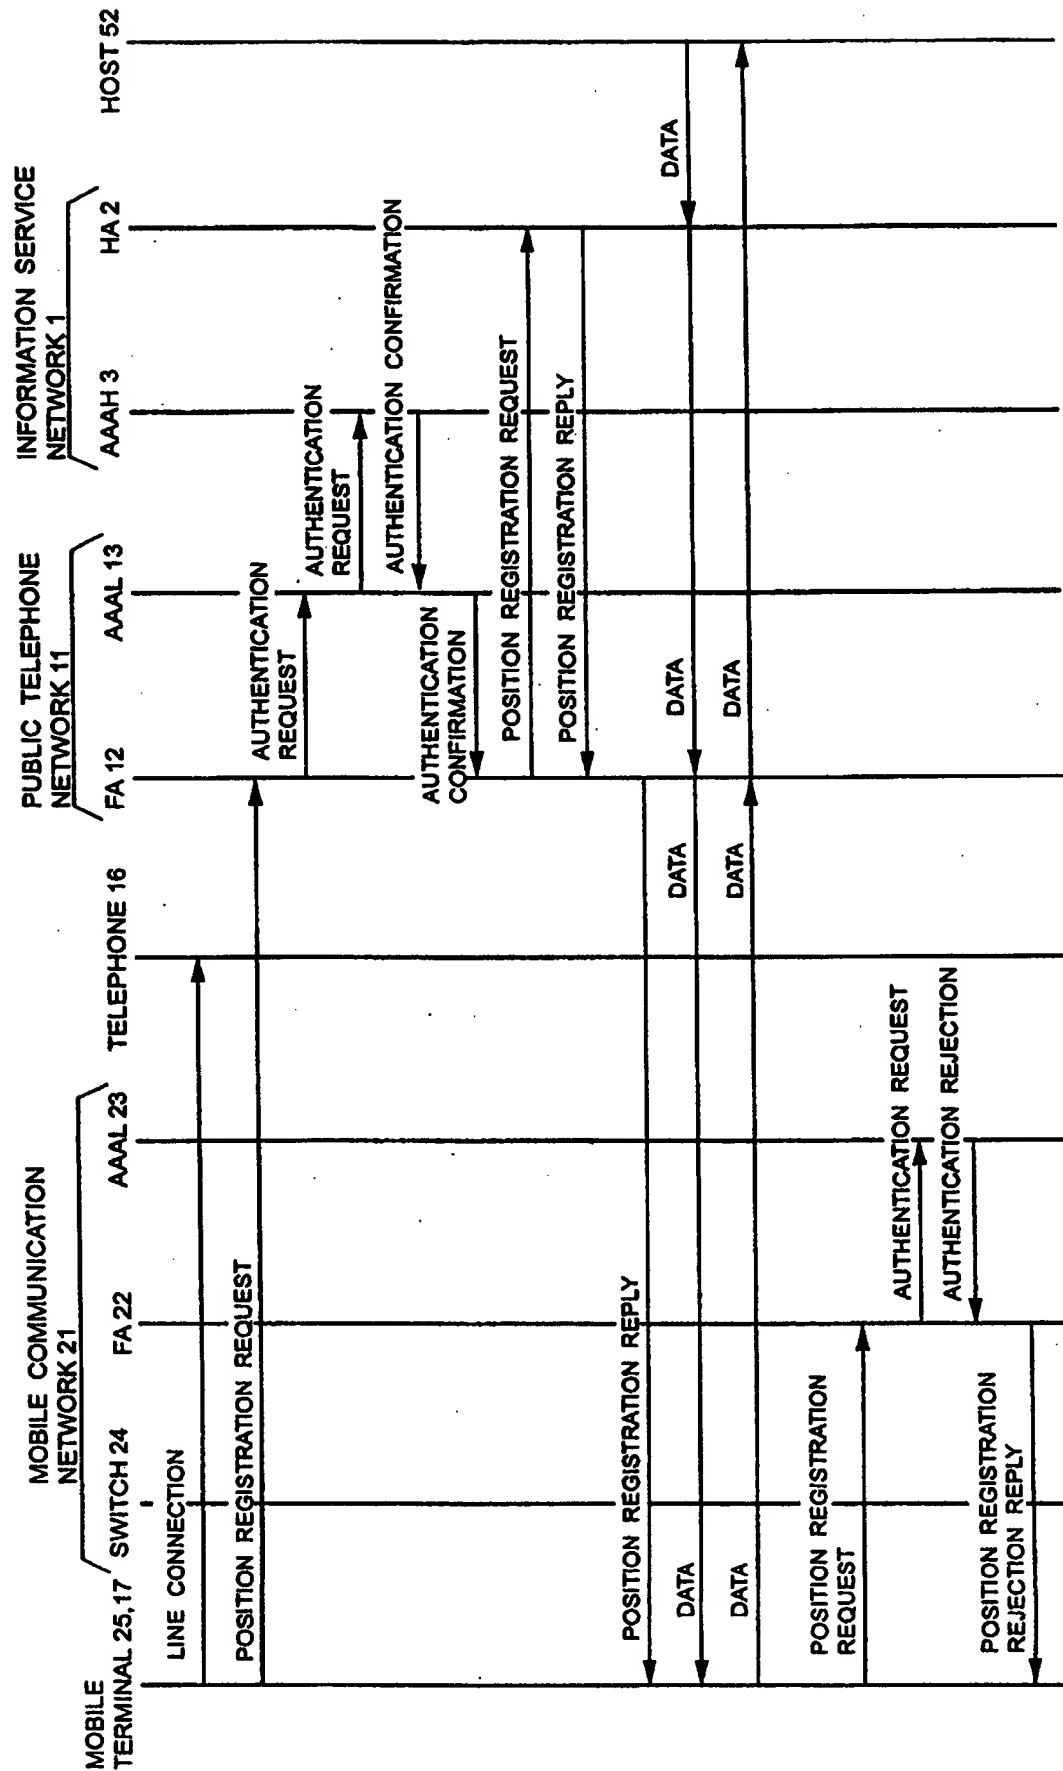 MOBILE
TERMINAL 25,17
MOBILE COMMUNICATION
NETWORK 21
SWITCH 24
FA 22
AAAL 23
TELEPHONE 16
PUBLIC TELEPHONE
NETWORK 11
FA 12
AAAL 13
INFORMATION SERVICE
NETWORK 1
AAAH 3
HA 2
HOST 52
LINE CONNECTION
POSITION REGISTRATION REQUEST
AUTHENTICATION
REQUEST
AUTHENTICATION
REQUEST
AUTHENTICATION CONFIRMATION
AUTHENTICATION
CONFIRMATION
POSITION REGISTRATION REQUEST
POSITION REGISTRATION REPLY
POSITION REGISTRATION REPLY
DATA
DATA
DATA
DATA
DATA
DATA
DATA
POSITION REGISTRATION
REQUEST
AUTHENTICATION REQUEST
AUTHENTICATION REJECTION
POSITION REGISTRATION
REJECTION REPLY